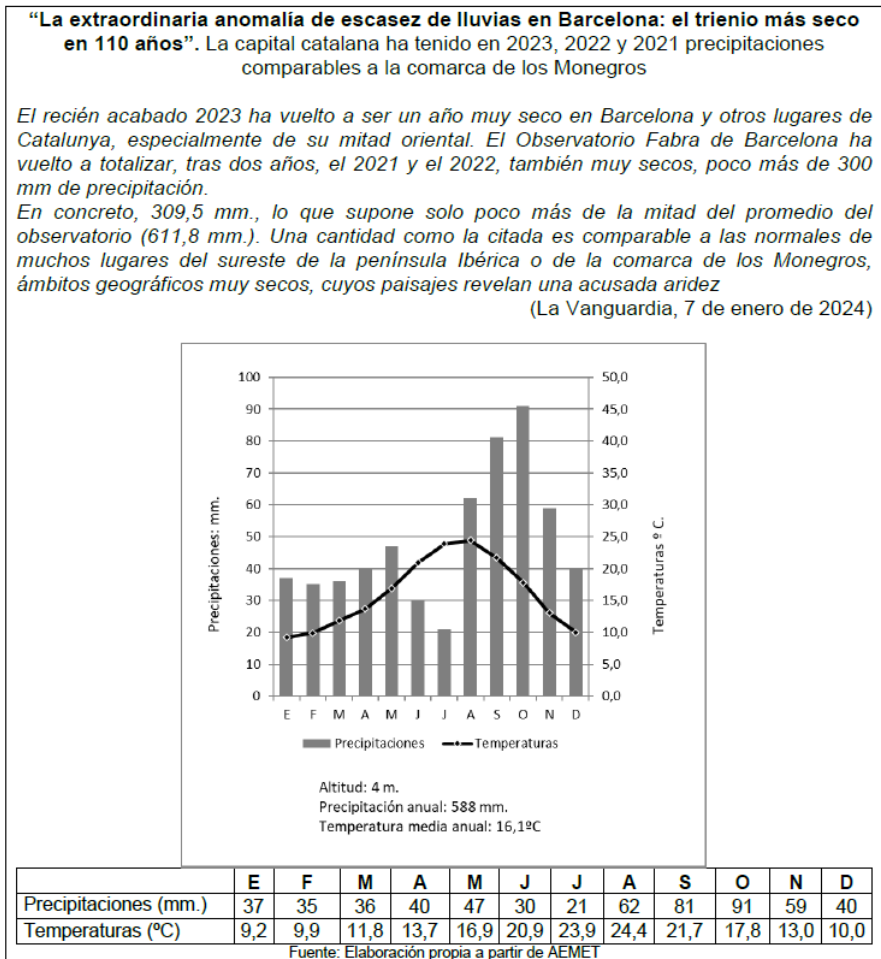 “La extraordinaria anomalía de escasez de lluvias en Barcelona: el trienio más seco
en 110 años”. La capital catalana ha tenido en 2023, 2022 y 2021 precipitaciones
comparables a la comarca de los Monegros
El recién acabado 2023 ha vuelto a ser un año muy seco en Barcelona y otros lugares de
Catalunya, especialmente de su mitad oriental. El Observatorio Fabra de Barcelona ha
vuelto a totalizar, tras dos años, el 2021 y el 2022, también muy secos, poco más de 300
mm de precipitación.
En concreto, 309,5 mm., lo que supone solo poco más de la mitad del promedio del
observatorio (611,8 mm.). Una cantidad como la citada es comparable a las normales de
muchos lugares del sureste de la península Ibérica o de la comarca de los Monegros,
ámbitos geográficos muy secos, cuyos paisajes revelan una acusada aridez
(La Vanguardia, 7 de enero de 2024)
100 50,0
90 45,0
80 40,0
70 35,0
60 30,0
50 25,0
40 20,0
30 15,0
20 10,0
10 5,0
0 0,0
Precipitaciones: mm.
Temperaturas º C.
E F M A M J J A S O N D
Precipitaciones Temperaturas
Altitud: 4 m.
Precipitación anual: 588 mm.
Temperatura media anual: 16,1ºC
E F M A M J J A S O N D
Precipitaciones (mm.) 37 35 36 40 47 30 21 62 81 91 59 40
Temperaturas (ºC) 9,2 9,9 11,8 13,7 16,9 20,9 23,9 24,4 21,7 17,8 13,0 10,0
Fuente: Elaboración propia a partir de AEMET